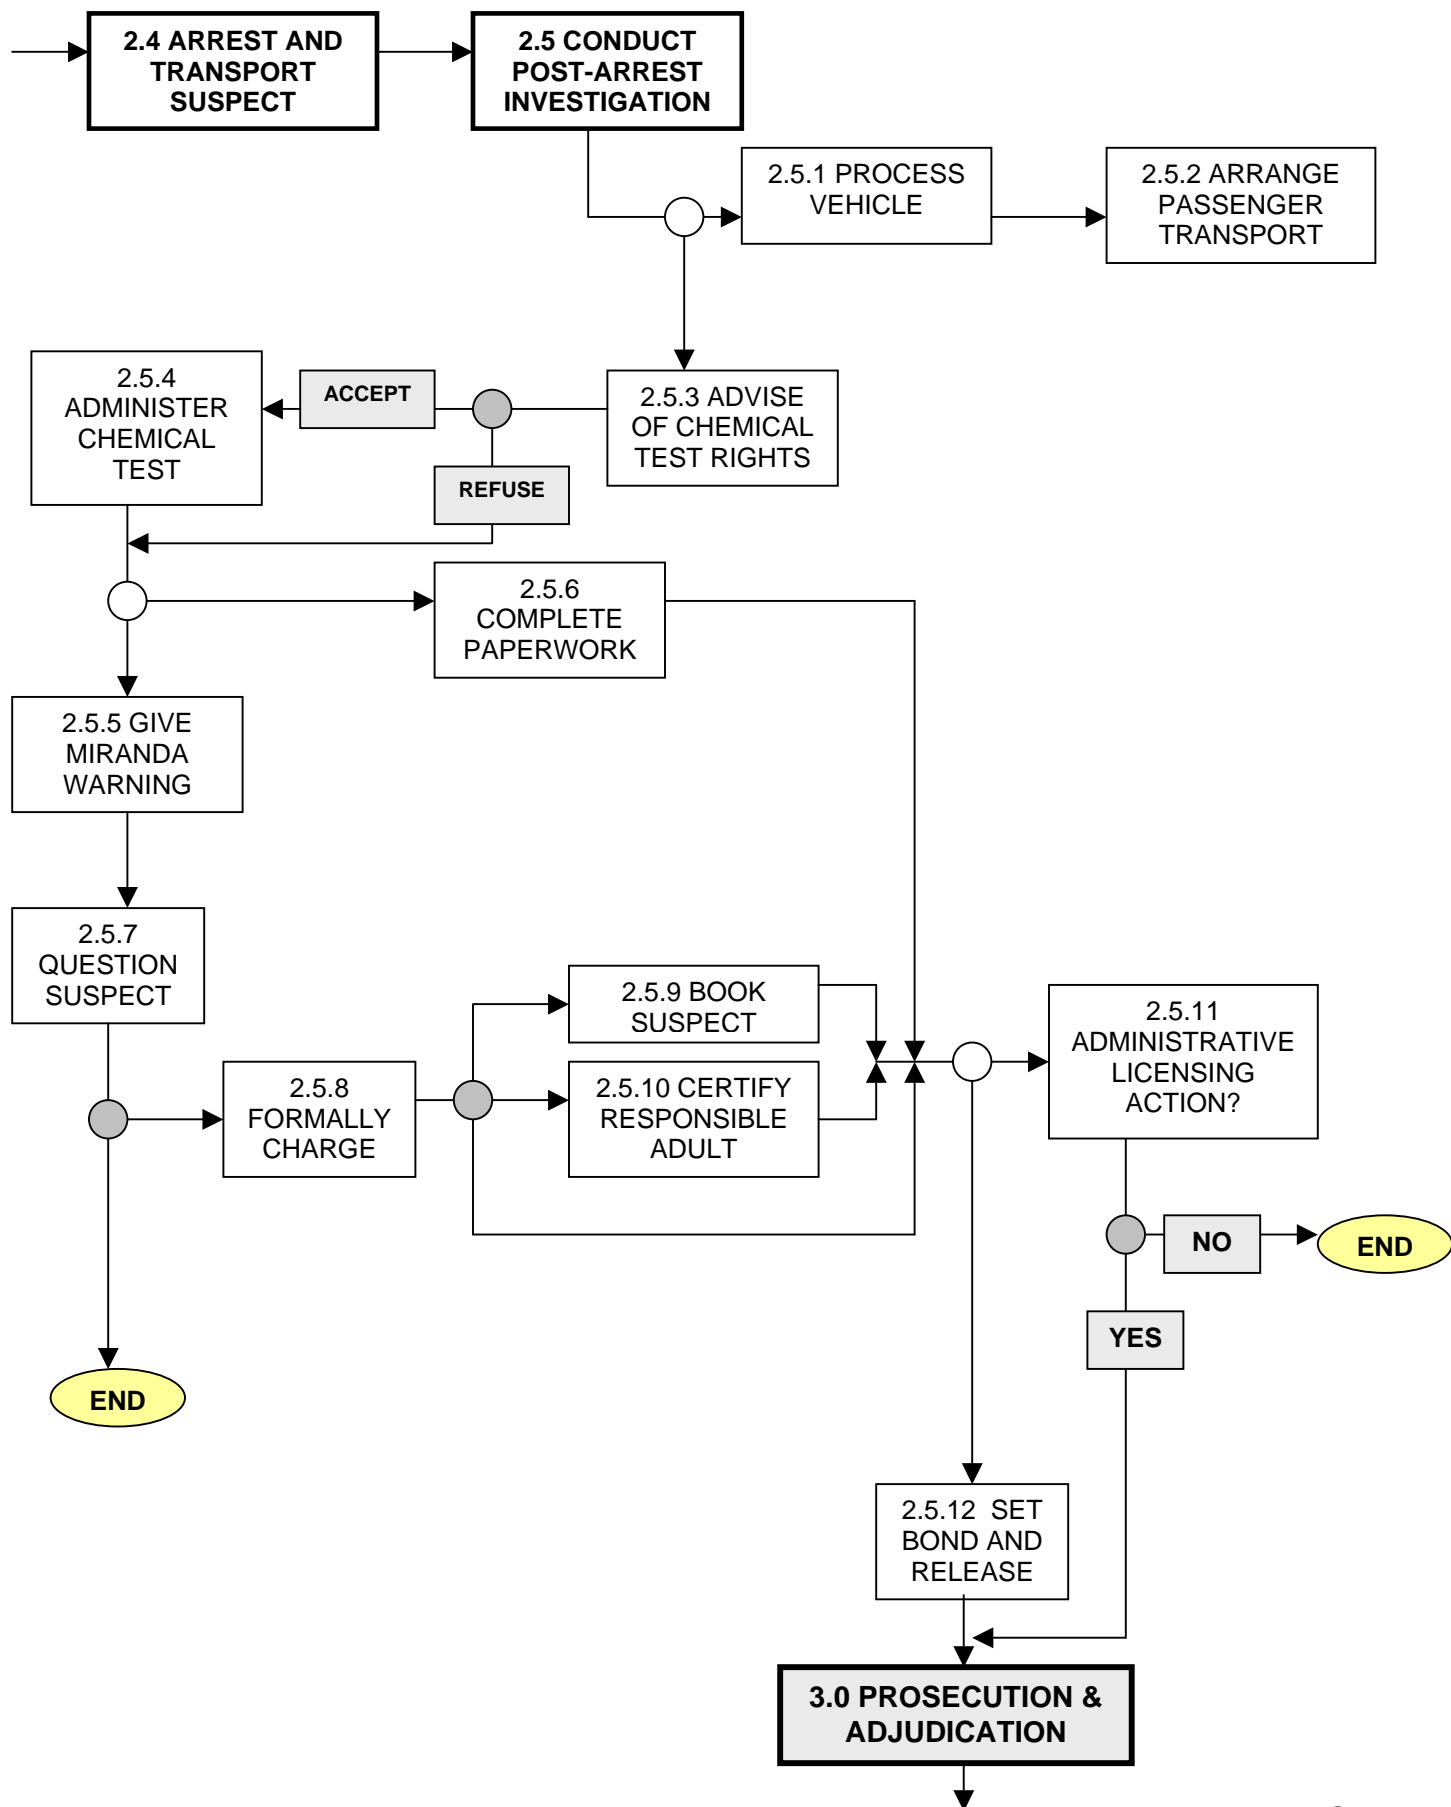 2.4 ARREST AND
TRANSPORT
SUSPECT
2.5 CONDUCT
POST-ARREST
INVESTIGATION
2.5.1 PROCESS
VEHICLE
2.5.2 ARRANGE
PASSENGER
TRANSPORT
2.5.4
ADMINISTER
CHEMICAL
TEST
ACCEPT
2.5.3 ADVISE
OF CHEMICAL
TEST RIGHTS
REFUSE
2.5.6
COMPLETE
PAPERWORK
2.5.5 GIVE
MIRANDA
WARNING
2.5.7
QUESTION
SUSPECT
2.5.8
FORMALLY
CHARGE
2.5.9 BOOK
SUSPECT
2.5.10 CERTIFY
RESPONSIBLE
ADULT
2.5.11
ADMINISTRATIVE
LICENSING
ACTION?
NO
END
YES
END
2.5.12  SET
BOND AND
RELEASE
3.0 PROSECUTION &
ADJUDICATION